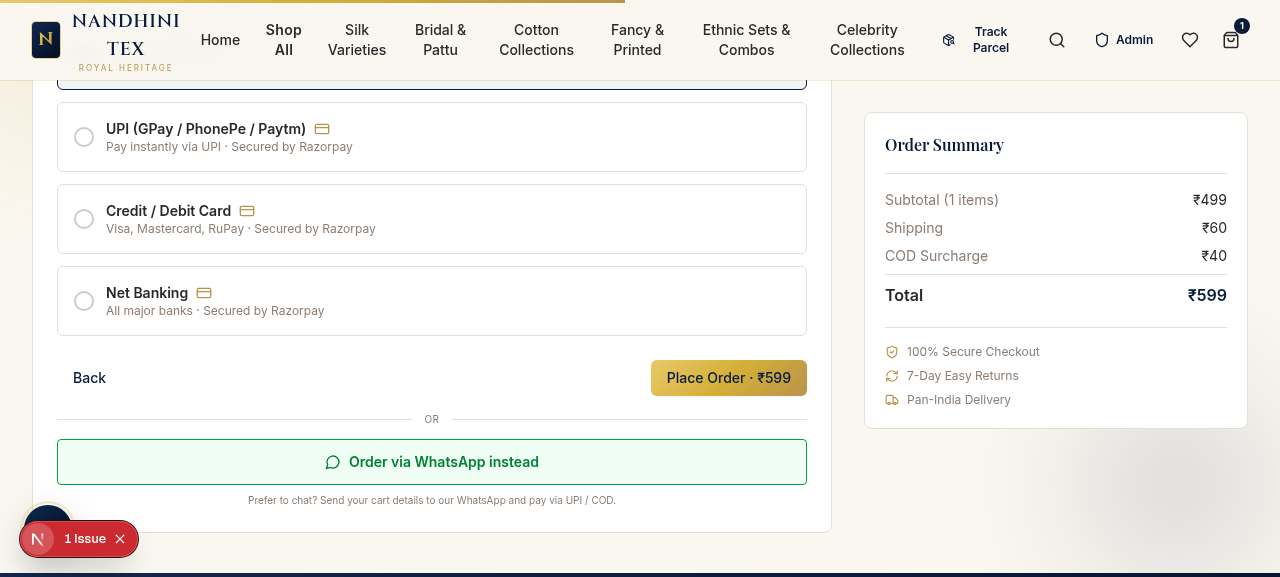 N
NANDHINI
TEX
ROYAL HERITAGE
Home
Shop
All
Silk
Varieties
Bridal &
Pattu
Cotton
Collections
Fancy &
Printed
Ethnic Sets &
Combos
Celebrity
Collections
Track
Parcel
Admin
1
UPI (GPay / PhonePe / Paytm)
Pay instantly via UPI · Secured by Razorpay
Credit / Debit Card
Visa, Mastercard, RuPay · Secured by Razorpay
Net Banking
All major banks · Secured by Razorpay
Back
Place Order · ₹599
OR
Order via WhatsApp instead
Prefer to chat? Send your cart details to our WhatsApp and pay via UPI / COD.
Order Summary
Subtotal (1 items) ₹499
Shipping ₹60
COD Surcharge ₹40
Total ₹599
100% Secure Checkout
7-Day Easy Returns
Pan-India Delivery
N 1 Issue